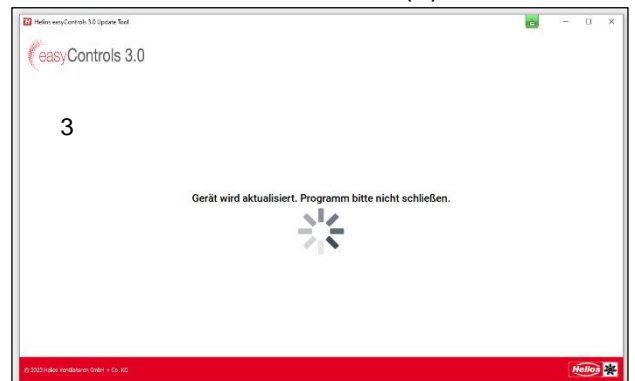 Helios easyControls 3.0 Update Tool
easyControls 3.0
3
Gerät wird aktualisiert. Programm bitte nicht schließen.
© 2023 Helios Ventilatoren GmbH + Co. KG
Helios